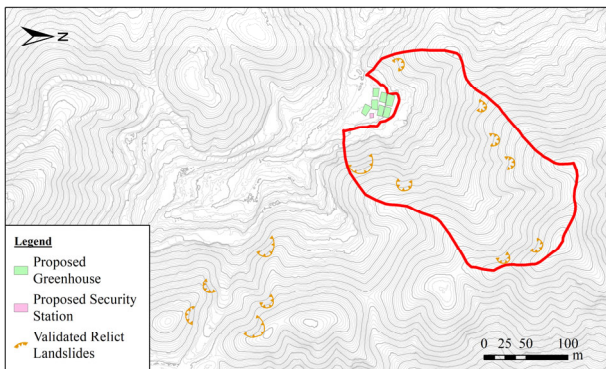 N
Legend
Proposed
Greenhouse
Proposed Security
Station
Validated Relict
Landslides
0 25 50 100
m